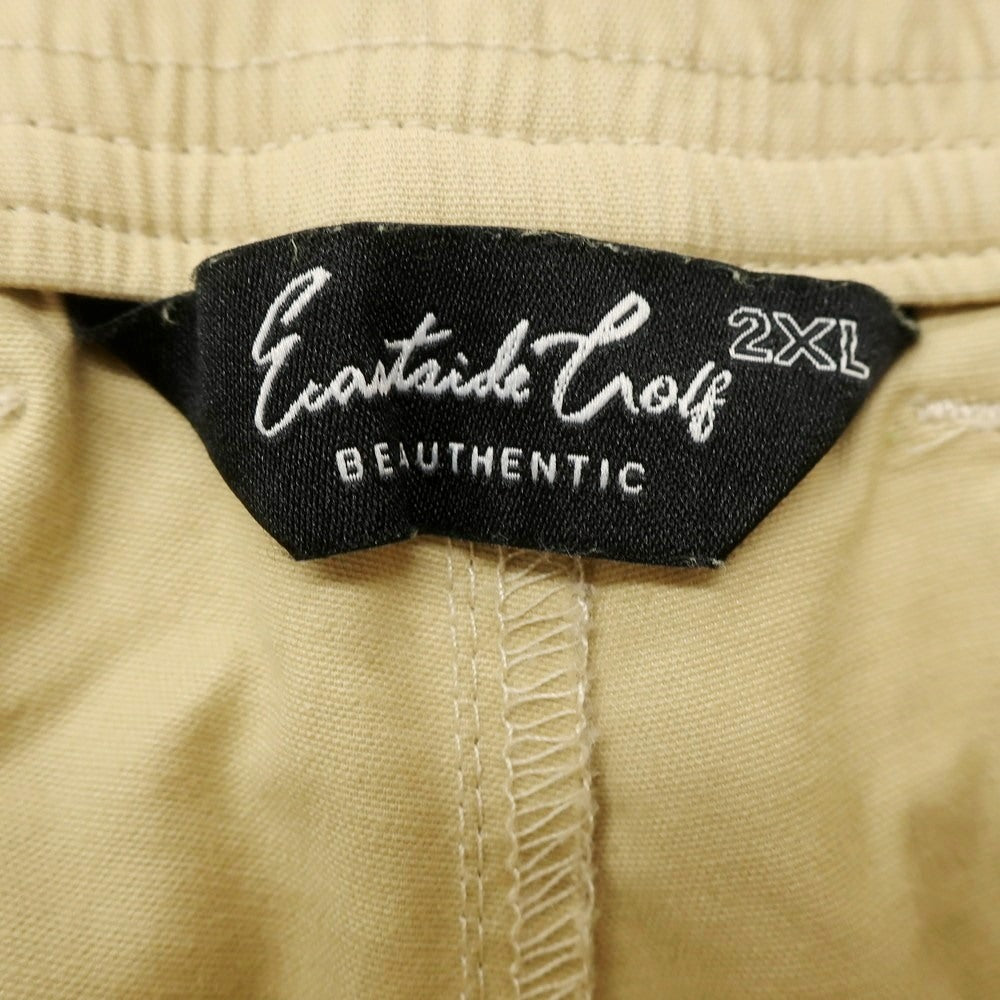 Eastside Golf
2XL
BEAUTHENTIC